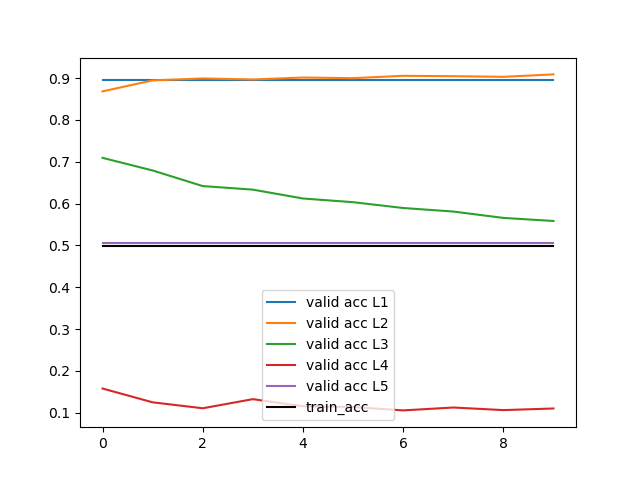 0.9
0.8
0.7
0.6
0.5
0.4
0.3
0.2
0.1
valid acc L1
valid acc L2
valid acc L3
valid acc L4
valid acc L5
train_acc
0 2 4 6 8